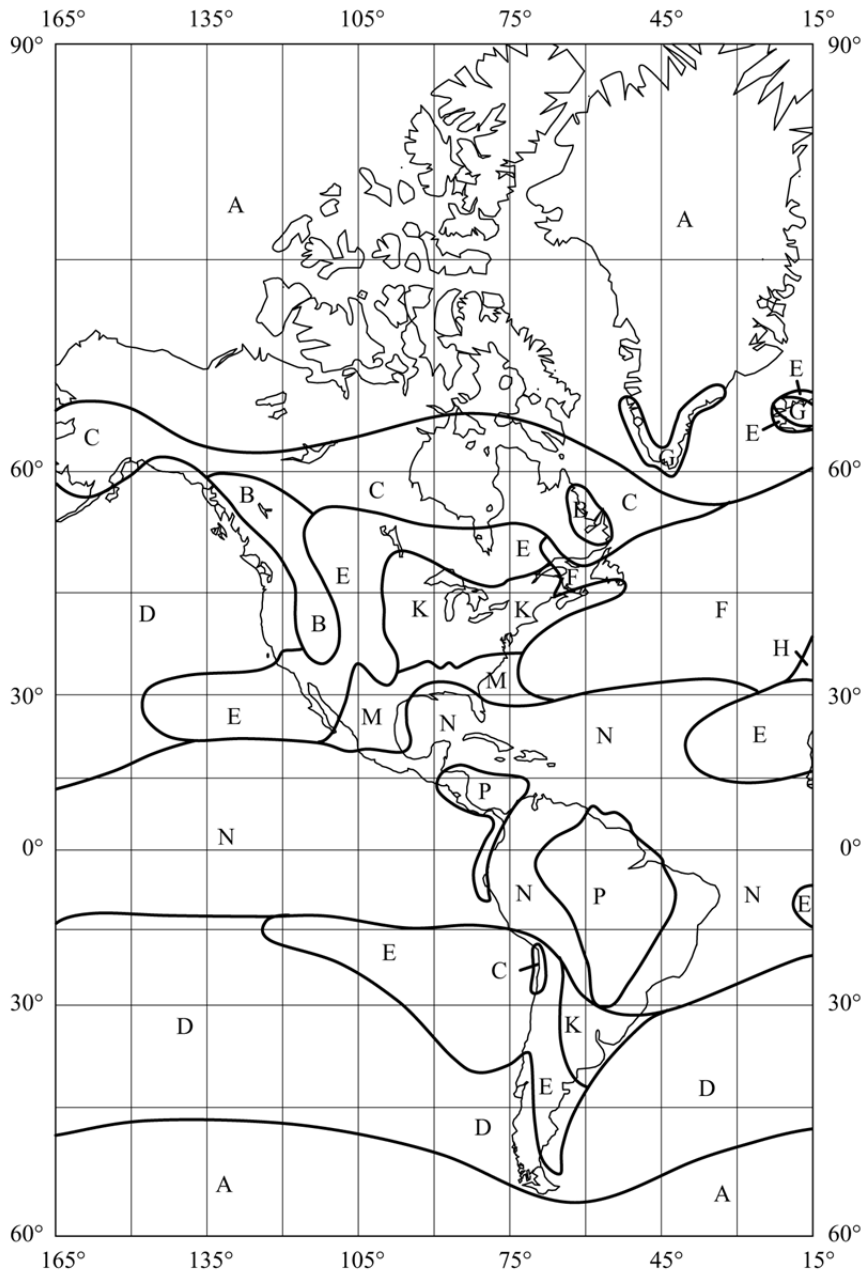 165° 135° 105° 75° 45° 15°
90° 90°
A
A
E
G
C
E
G
60° 60°
B C B C
E F
E
D K K F
B
H
30° M 30°
E M N N E
P
N
0° 0°
N P N E
E
C
30° 30°
D K
E D
D
A A
60° 60°
165° 135° 105° 75° 45° 15°